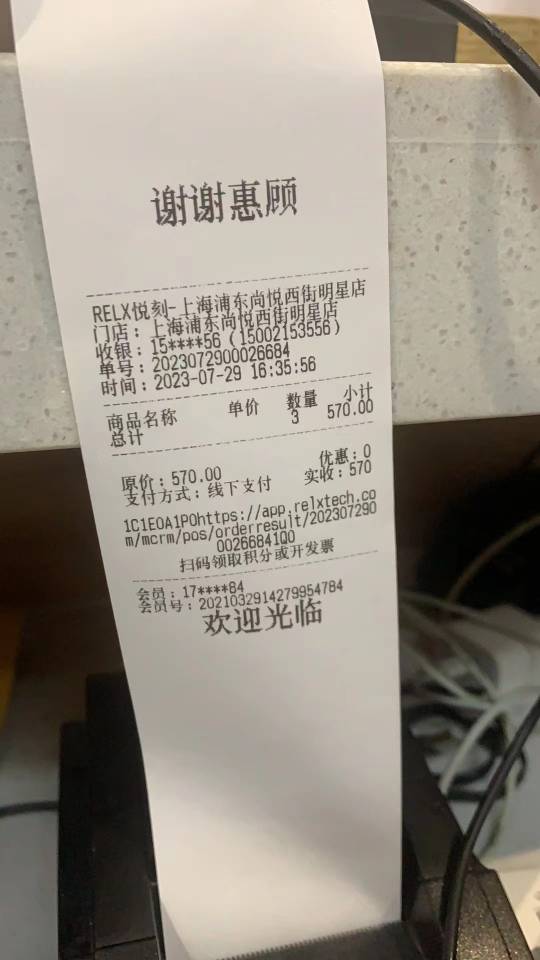 谢谢惠顾
RELX悦刻-上海浦东尚悦西街明星店
门店：上海浦东尚悦西街明星店
收银：15****56（15002153556）
单号：2023072900026684
时间：2023-07-29 16:35:56
商品名称 单价 数量 小计
总计 3 570.00
原价：570.00 优惠：0
支付方式：线下支付 实收：570
1C1E0A1P0https://app.relxtech.co
m/mcrm/pos/orderresult/202307290
00266841Q0
扫码领取积分或开发票
会员：17****84
会员号：2021032914279954784
欢迎光临